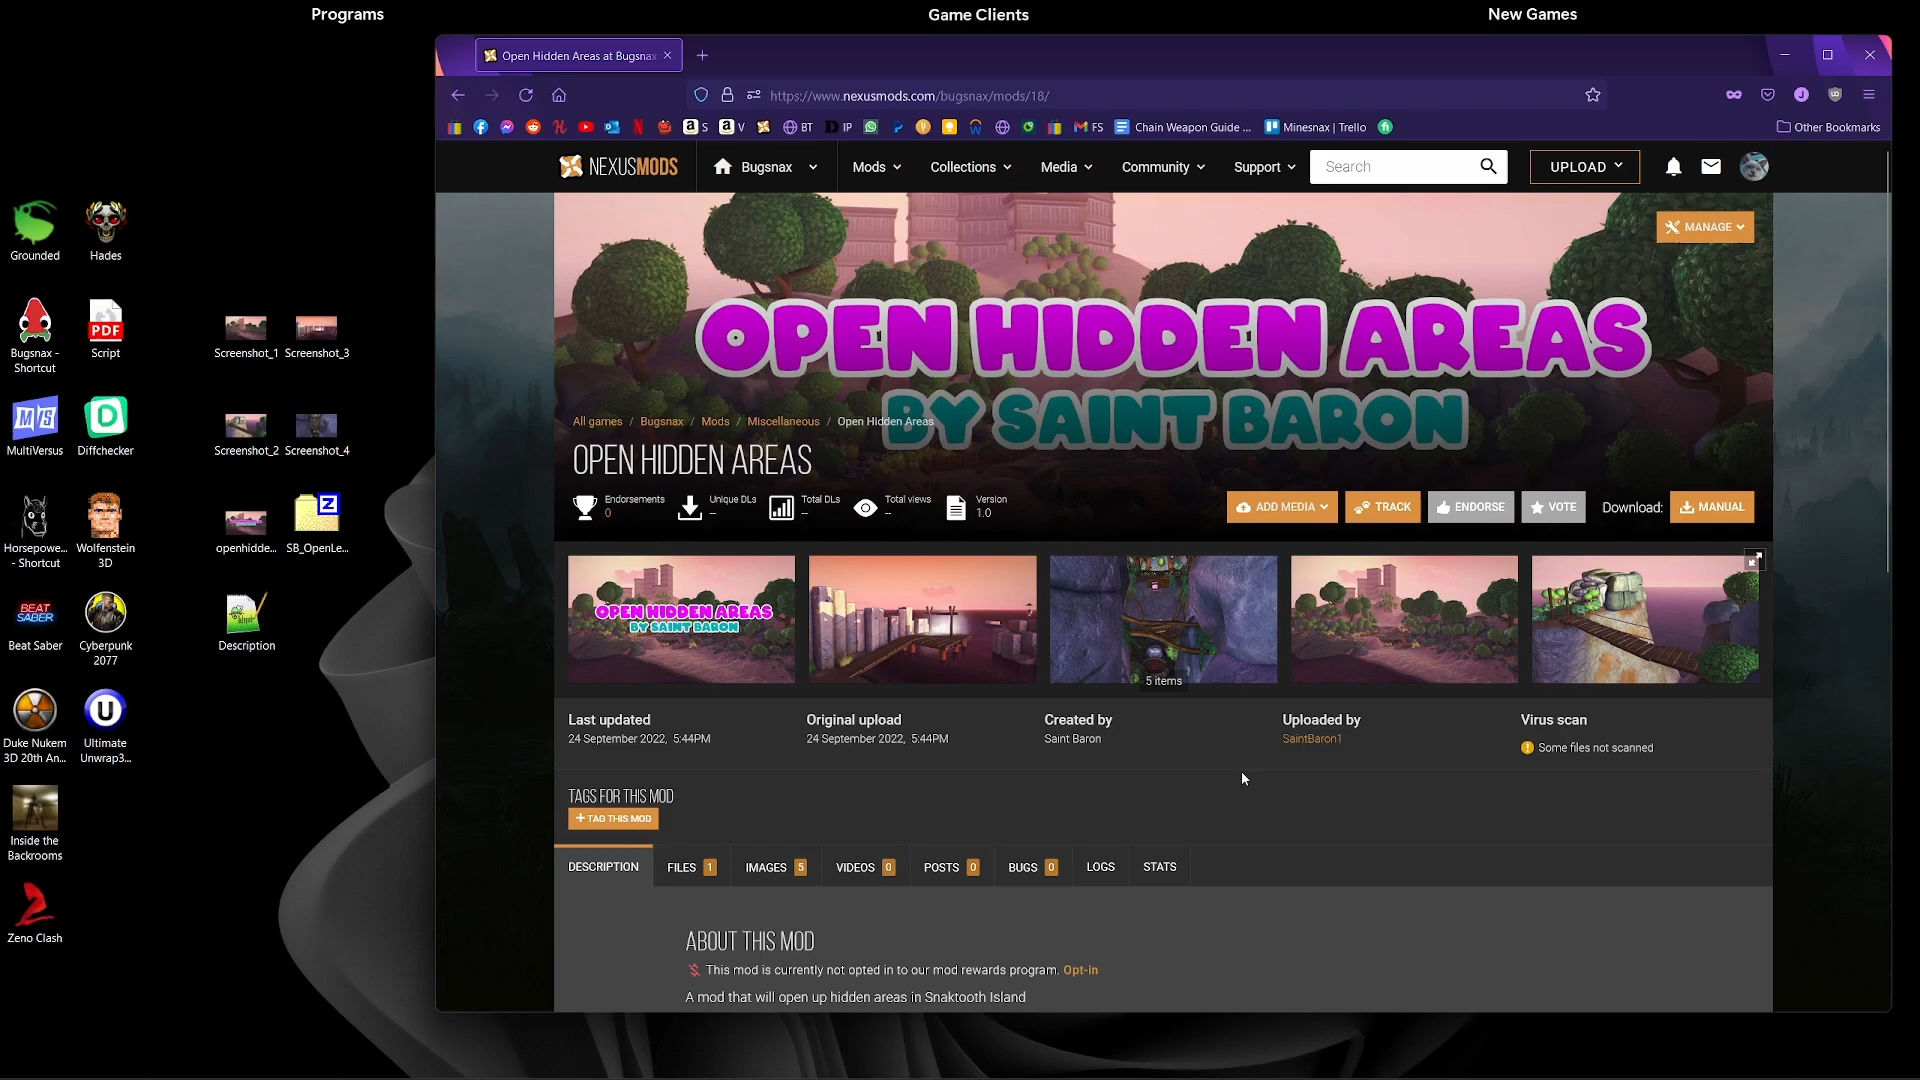 Programs
Game Clients
New Games
Open Hidden Areas at Bugsnax
https://www.nexusmods.com/bugsnax/mods/18/
S
V
BT
IP
FS
Chain Weapon Guide ...
Minesnax | Trello
Other Bookmarks
NEXUSMODS
Bugsnax
Mods
Collections
Media
Community
Support
Search
UPLOAD
MANAGE
OPEN HIDDEN AREAS
BY SAINT BARON
All games / Bugsnax / Mods / Miscellaneous / Open Hidden Areas
OPEN HIDDEN AREAS
Endorsements
0
Unique DLs
--
Total DLs
--
Total views
--
Version
1.0
ADD MEDIA
TRACK
ENDORSE
VOTE
Download:
MANUAL
OPEN HIDDEN AREAS
BY SAINT BARON
5 items
Last updated
24 September 2022, 5:44PM
Original upload
24 September 2022, 5:44PM
Created by
Saint Baron
Uploaded by
SaintBaron1
Virus scan
Some files not scanned
TAGS FOR THIS MOD
+ TAG THIS MOD
DESCRIPTION
FILES 1
IMAGES 5
VIDEOS 0
POSTS 0
BUGS 0
LOGS
STATS
ABOUT THIS MOD
This mod is currently not opted in to our mod rewards program. Opt-in
A mod that will open up hidden areas in Snaktooth Island
Grounded
Hades
Bugsnax -
Shortcut
PDF
Script
Screenshot_1
Screenshot_3
M/S
MultiVersus
D
Diffchecker
Screenshot_2
Screenshot_4
Horsepowe...
- Shortcut
Wolfenstein
3D
openhidde...
Z
SB_OpenLe...
BEAT
SABER
Beat Saber
Cyberpunk
2077
Description
Duke Nukem
3D 20th An...
U
Ultimate
Unwrap3...
Inside the
Backrooms
Zeno Clash